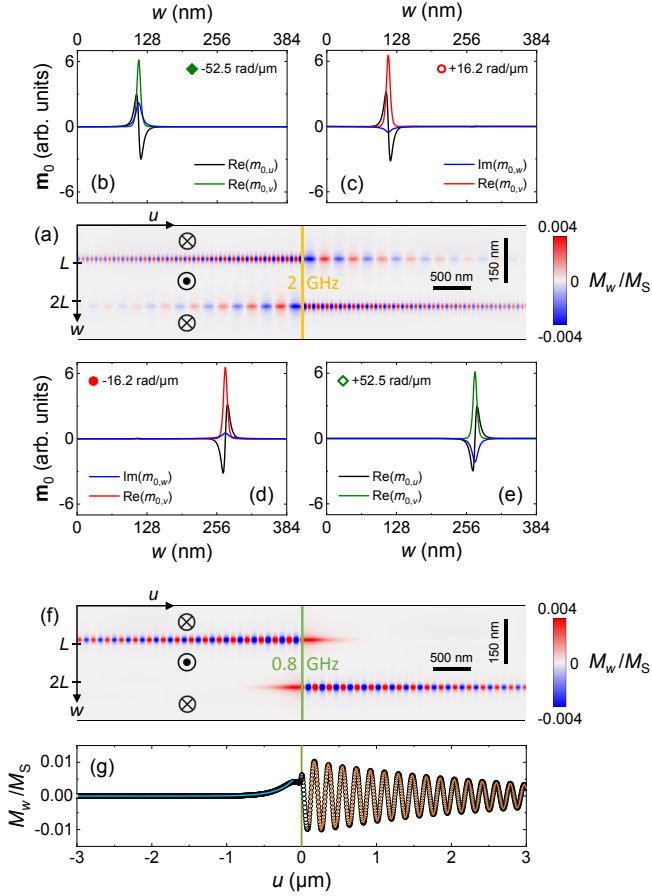 w (nm)
w (nm)
0 128 256 384
0 128 256 384
m₀ (arb. units)
6
0
-6
-52.5 rad/µm
+16.2 rad/µm
(b)
Re(m0,u)
Re(m0,v)
(c)
Im(m0,w)
Re(m0,v)
(a)
u
L
2L
w
2 GHz
500 nm
150 nm
0.004
0
-0.004
Mw/MS
m₀ (arb. units)
6
0
-6
-16.2 rad/µm
+52.5 rad/µm
Im(m0,w)
Re(m0,v)
(d)
Re(m0,u)
Re(m0,v)
(e)
0 128 256 384
0 128 256 384
w (nm)
w (nm)
(f)
u
L
2L
w
0.8 GHz
500 nm
150 nm
0.004
0
-0.004
Mw/MS
(g)
Mw/MS
0.01
0.00
-0.01
-3 -2 -1 0 1 2 3
u (µm)